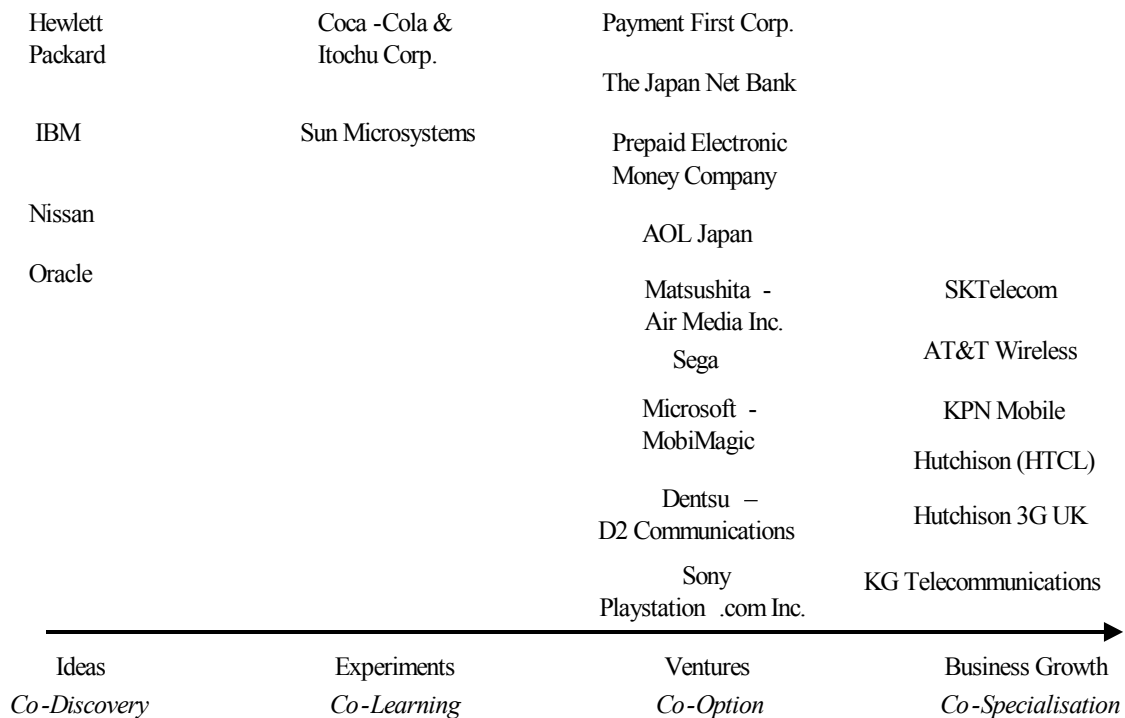 Hewlett
Packard
IBM
Nissan
Oracle
Coca -Cola &
Itochu Corp.
Sun Microsystems
Payment First Corp.
The Japan Net Bank
Prepaid Electronic
Money Company
AOL Japan
Matsushita -
Air Media Inc.
Sega
Microsoft -
MobiMagic
Dentsu –
D2 Communications
Sony
Playstation .com Inc.
SKTelecom
AT&T Wireless
KPN Mobile
Hutchison (HTCL)
Hutchison 3G UK
KG Telecommunications
Ideas
Co-Discovery
Experiments
Co-Learning
Ventures
Co-Option
Business Growth
Co-Specialisation